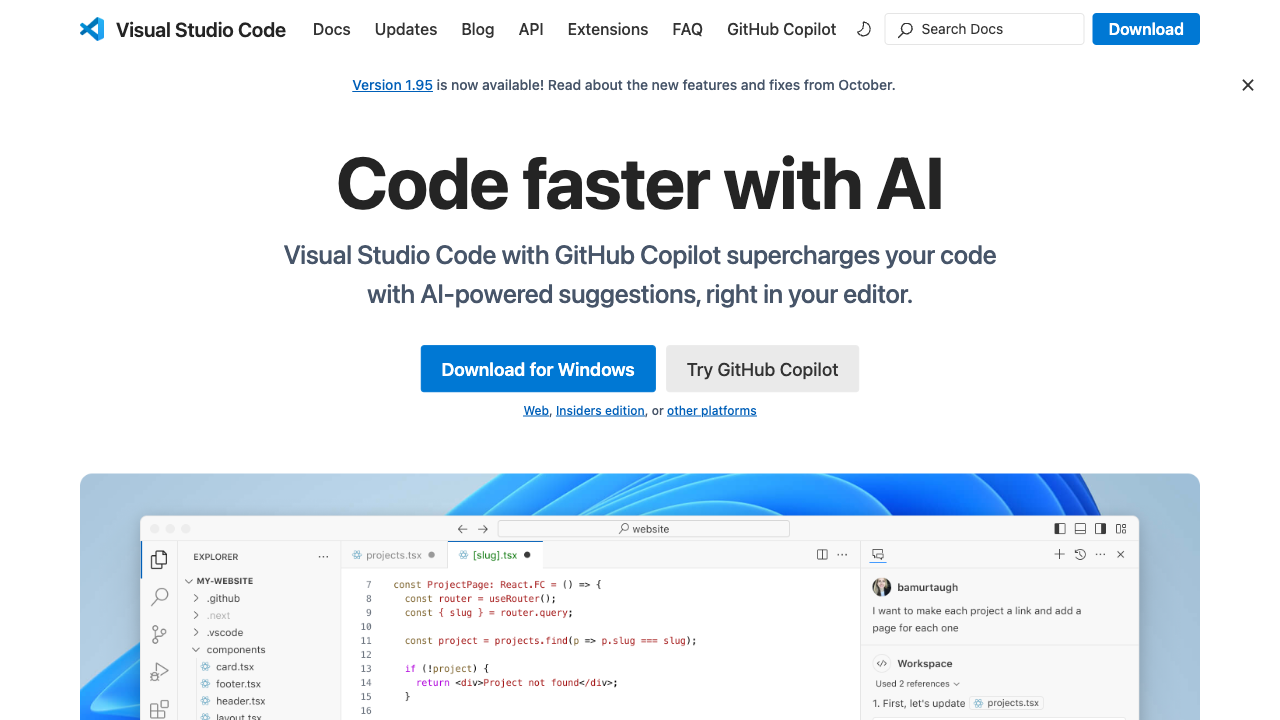 Visual Studio Code Docs Updates Blog API Extensions FAQ GitHub Copilot Search Docs Download
Version 1.95 is now available! Read about the new features and fixes from October.
Code faster with AI
Visual Studio Code with GitHub Copilot supercharges your code
with AI-powered suggestions, right in your editor.
Download for Windows Try GitHub Copilot
Web, Insiders edition, or other platforms
website
EXPLORER
MY-WEBSITE
.github
.next
.vscode
components
card.tsx
footer.tsx
header.tsx
layout.tsx
projects.tsx [slug].tsx
7 const ProjectPage: React.FC = () => {
8 const router = useRouter();
9 const { slug } = router.query;
10
11 const project = projects.find(p => p.slug === slug);
12
13 if (!project) {
14 return <div>Project not found</div>;
15 }
16
bamurtaugh
I want to make each project a link and add a
page for each one
Workspace
Used 2 references
1. First, let's update projects.tsx